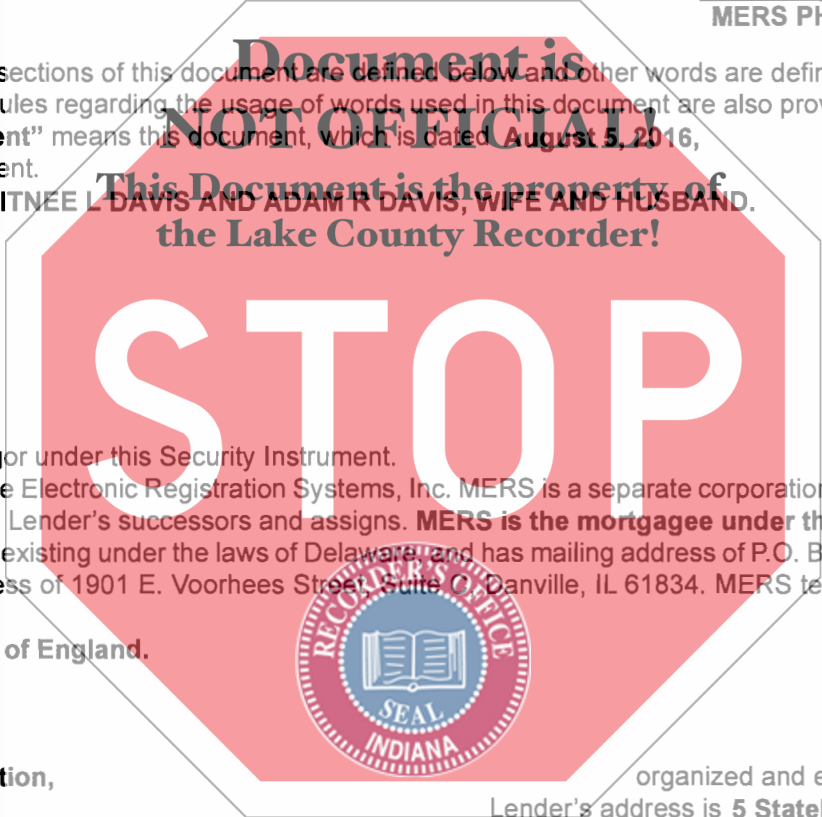 MERS PH
Document is
sections of this document are defined below and other words are defin
ules regarding the usage of words used in this document are also prov
NOT OFFICIAL!
ent” means this document, which is dated August 5, 2016,
ent.
This Document is the property of
ITNEE L DAVIS AND ADAM R DAVIS, WIFE AND HUSBAND.
the Lake County Recorder!
STOP
or under this Security Instrument.
e Electronic Registration Systems, Inc. MERS is a separate corporation
Lender's successors and assigns. MERS is the mortgagee under th
existing under the laws of Delaware, and has mailing address of P.O. B
ess of 1901 E. Voorhees Street, Suite C, Danville, IL 61834. MERS te
RECORDER'S OFFICE
of England.
SEAL
INDIANA
tion,
organized and e
Lender's address is 5 State